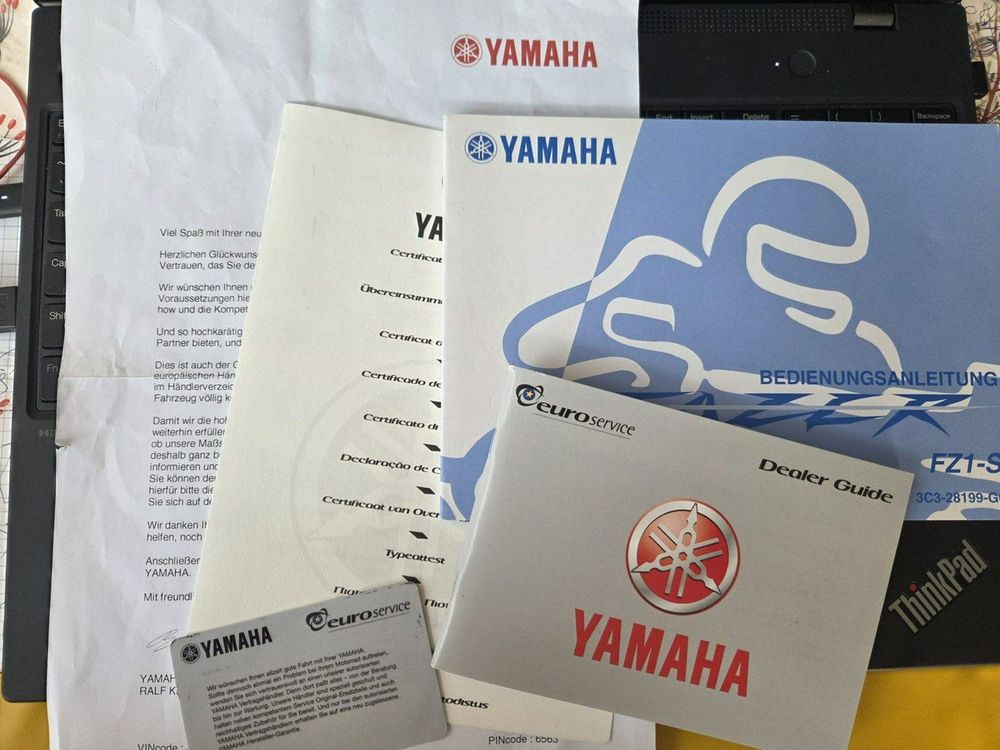 YAMAHA
Viel Spaß mit Ihrer neu
Herzlichen Glückwuns
Vertrauen, das Sie de
Wir wünschen Ihnen
Voraussetzungen hie
how und die Kompet
Und so hochkarätig
Partner bieten, und
Dies ist auch der G
europäischen Hän
im Händlerverzei
Fahrzeug völlig k
Damit wir die ho
weiterhin erfüller
ob unsere Maßs
deshalb ganz b
informieren und
Sie können der
hierfür bitte die
Sie sich auf de
Wir danken Ih
helfen, noch
Anschließer
YAMAHA.
Mit freundl
YAMAH
RALF K
VINcode :
PINcode : 6563
YA
Certificat
Übereinstimm
Certificat o
Certificado de
Certificato di
Declaração de C
Certificaat van Over
Typeattest
odistus
YAMAHA
BEDIENUNGSANLEITUNG
FAZER
FZ1-S
3C3-28199-G
euroservice
Dealer Guide
YAMAHA
YAMAHA
euroservice
Wir wünschen Ihnen allzeit gute Fahrt mit Ihrer YAMAHA.
Sollte dennoch einmal ein Problem bei Ihrem Motorrad auftreten,
wenden Sie sich vertrauensvoll an einen unserer autorisierten
YAMAHA Vertragshändler. Denn dort paßt alles – von der Beratung
bis hin zur Wartung. Unsere Händler sind speziell geschult und
halten neben kompetentem Service Original-Ersatzteile und auch
reichhaltiges Zubehör für Sie bereit. Und nur bei den autorisierten
YAMAHA Vertragshändlern erhalten Sie auf eine neu zugelassene
YAMAHA Hersteller-Garantie.
ThinkPad
End
Insert
Delete
Backspace